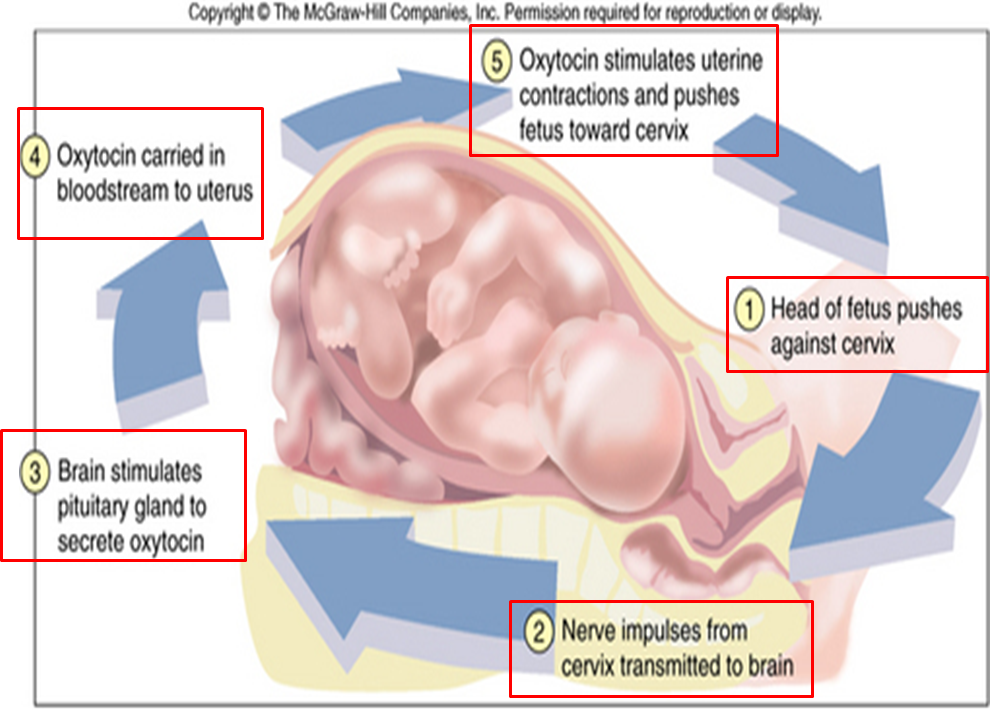 Copyright © The McGraw-Hill Companies, Inc. Permission required for reproduction or display.
5 Oxytocin stimulates uterine
contractions and pushes
fetus toward cervix
4 Oxytocin carried in
bloodstream to uterus
1 Head of fetus pushes
against cervix
3 Brain stimulates
pituitary gland to
secrete oxytocin
2 Nerve impulses from
cervix transmitted to brain